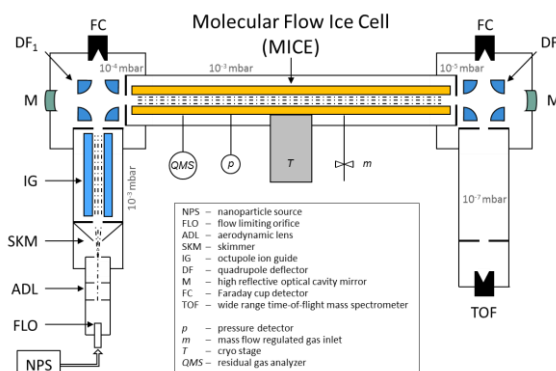 FC
Molecular Flow Ice Cell
(MICE)
FC
DF1
10-4 mbar
10-3 mbar
10-5 mbar
DF
M
M
QMS
p
T
m
IG
10-3 mbar
10-7 mbar
SKM
ADL
FLO
NPS
TOF
NPS – nanoparticle source
FLO – flow limiting orifice
ADL – aerodynamic lens
SKM – skimmer
IG – octupole ion guide
DF – quadrupole deflector
M – high reflective optical cavity mirror
FC – Faraday cup detector
TOF – wide range time-of-flight mass spectrometer
p – pressure detector
m – mass flow regulated gas inlet
T – cryo stage
QMS – residual gas analyzer